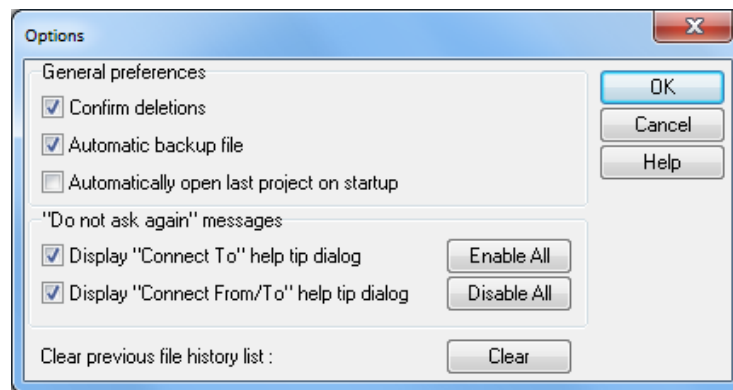 Options
General preferences
OK
Confirm deletions
Cancel
Automatic backup file
Help
Automatically open last project on startup
"Do not ask again" messages
Display "Connect To" help tip dialog
Enable All
Display "Connect From/To" help tip dialog
Disable All
Clear previous file history list :
Clear